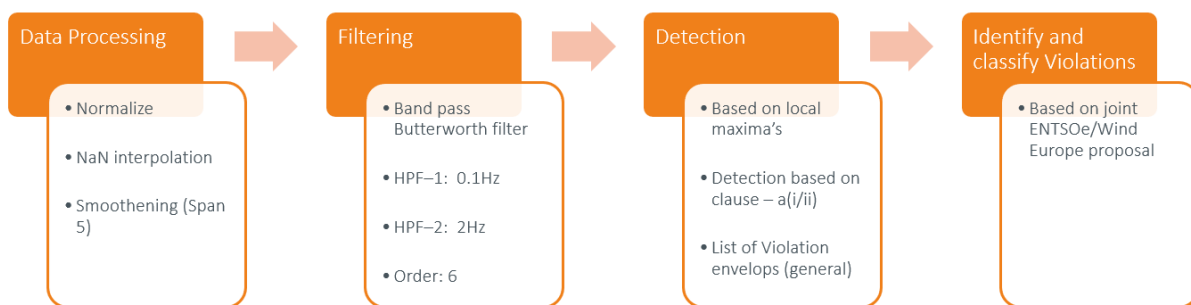 Data Processing
• Normalize
• NaN interpolation
• Smoothening (Span
5)
Filtering
• Band pass
Butterworth filter
• HPF–1: 0.1Hz
• HPF–2: 2Hz
• Order: 6
Detection
• Based on local
maxima's
• Detection based on
clause – a(i/ii)
• List of Violation
envelops (general)
Identify and
classify Violations
• Based on joint
ENTSOe/Wind
Europe proposal